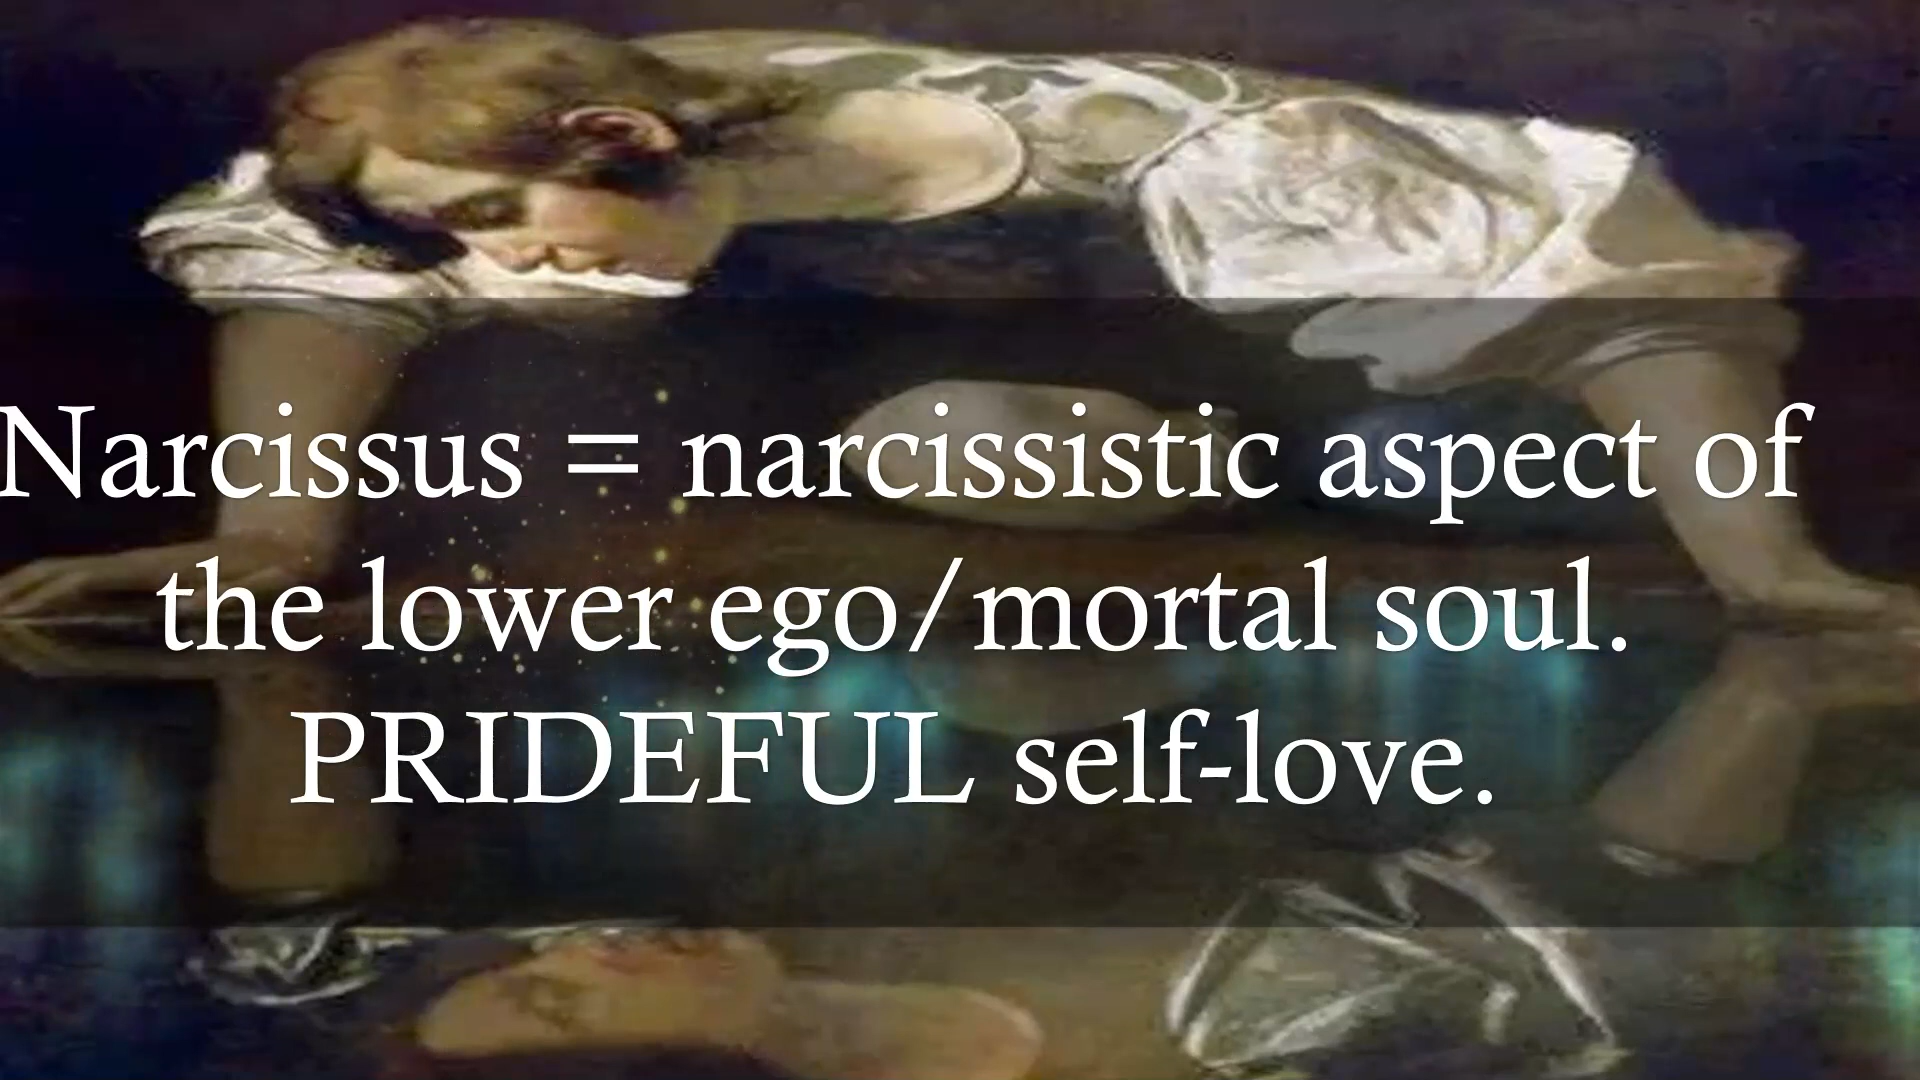 Narcissus = narcissistic aspect of
the lower ego/mortal soul.
PRIDEFUL self-love.